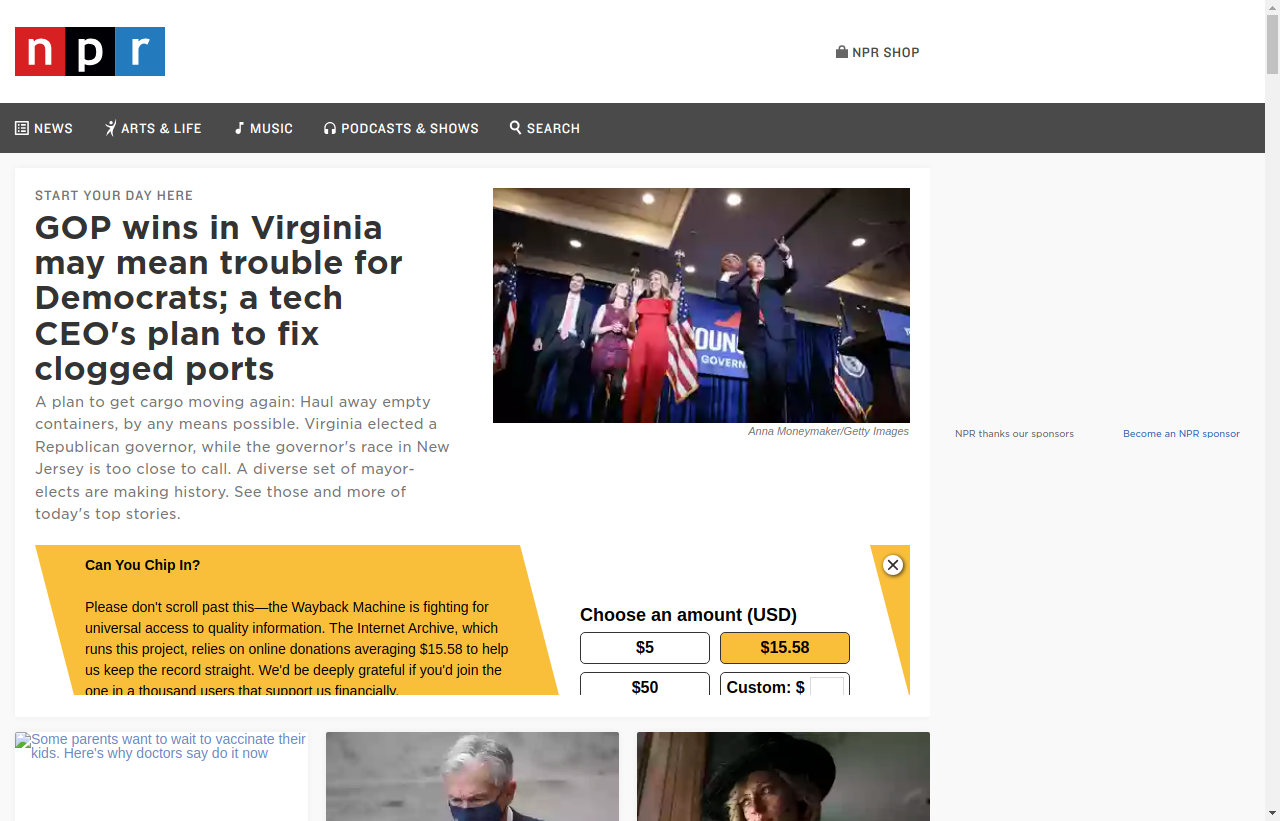 npr
NPR SHOP
NEWS
ARTS & LIFE
MUSIC
PODCASTS & SHOWS
SEARCH
START YOUR DAY HERE
GOP wins in Virginia
may mean trouble for
Democrats; a tech
CEO's plan to fix
clogged ports
A plan to get cargo moving again: Haul away empty
containers, by any means possible. Virginia elected a
Republican governor, while the governor's race in New
Jersey is too close to call. A diverse set of mayor-
elects are making history. See those and more of
today's top stories.
Anna Moneymaker/Getty Images
NPR thanks our sponsors
Become an NPR sponsor
Can You Chip In?
Please don't scroll past this—the Wayback Machine is fighting for
universal access to quality information. The Internet Archive, which
runs this project, relies on online donations averaging $15.58 to help
us keep the record straight. We'd be deeply grateful if you'd join the
one in a thousand users that support us financially.
Choose an amount (USD)
$5
$15.58
$50
Custom: $
Some parents want to wait to vaccinate their
kids. Here's why doctors say do it now